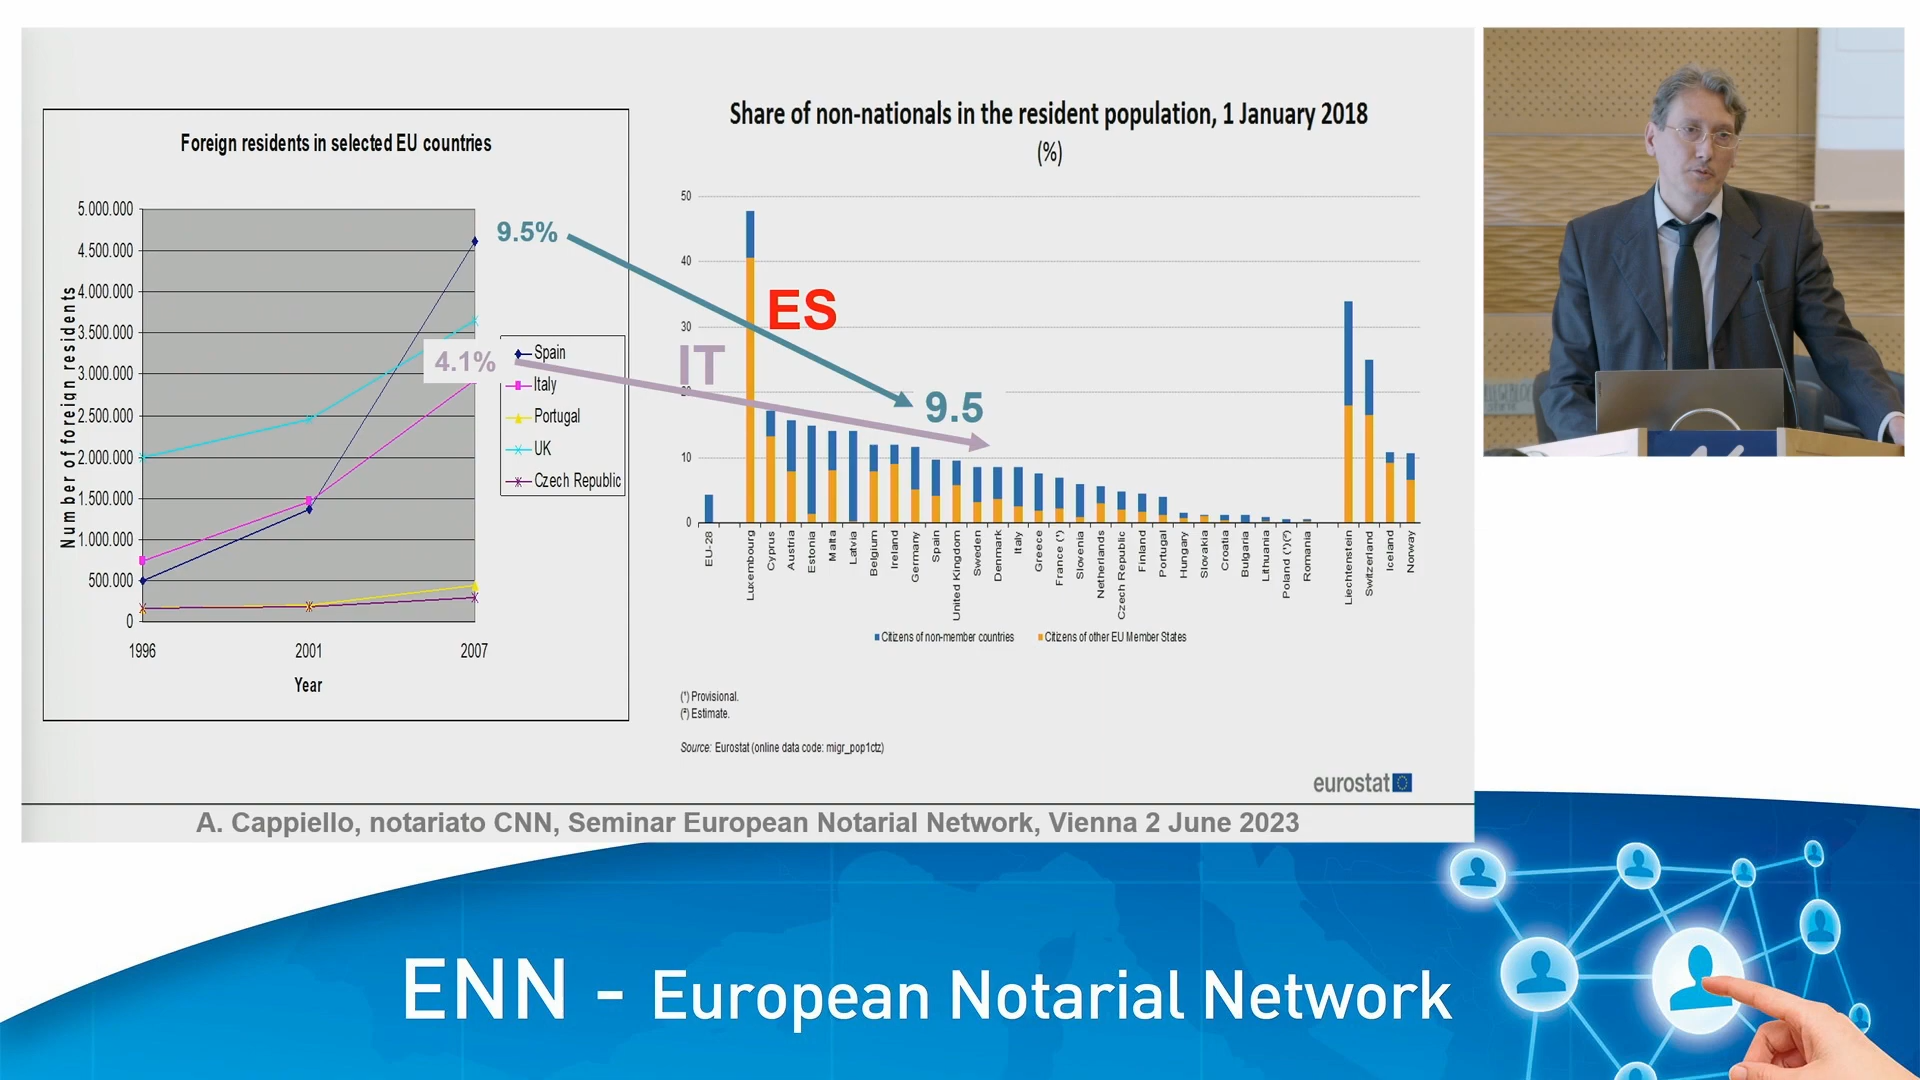 Foreign residents in selected EU countries
5.000.000
4.500.000
4.000.000
3.500.000
3.000.000
2.500.000
2.000.000
1.500.000
1.000.000
500.000
0
Number of foreign residents
1996
2001
2007
Year
Spain
Italy
Portugal
UK
Czech Republic
9.5%
4.1%
ES
IT
9.5
Share of non-nationals in the resident population, 1 January 2018
(%)
50
40
30
20
10
0
EU-28
Luxembourg
Cyprus
Austria
Estonia
Malta
Latvia
Belgium
Ireland
Germany
Spain
United Kingdom
Sweden
Denmark
Italy
Greece
France (¹)
Slovenia
Netherlands
Czech Republic
Finland
Portugal
Hungary
Slovakia
Croatia
Bulgaria
Lithuania
Poland (¹)(²)
Romania
Liechtenstein
Switzerland
Iceland
Norway
Citizens of non-member countries
Citizens of other EU Member States
(¹) Provisional.
(²) Estimate.
Source: Eurostat (online data code: migr_pop1ctz)
eurostat
A. Cappiello, notariato CNN, Seminar European Notarial Network, Vienna 2 June 2023
ENN - European Notarial Network